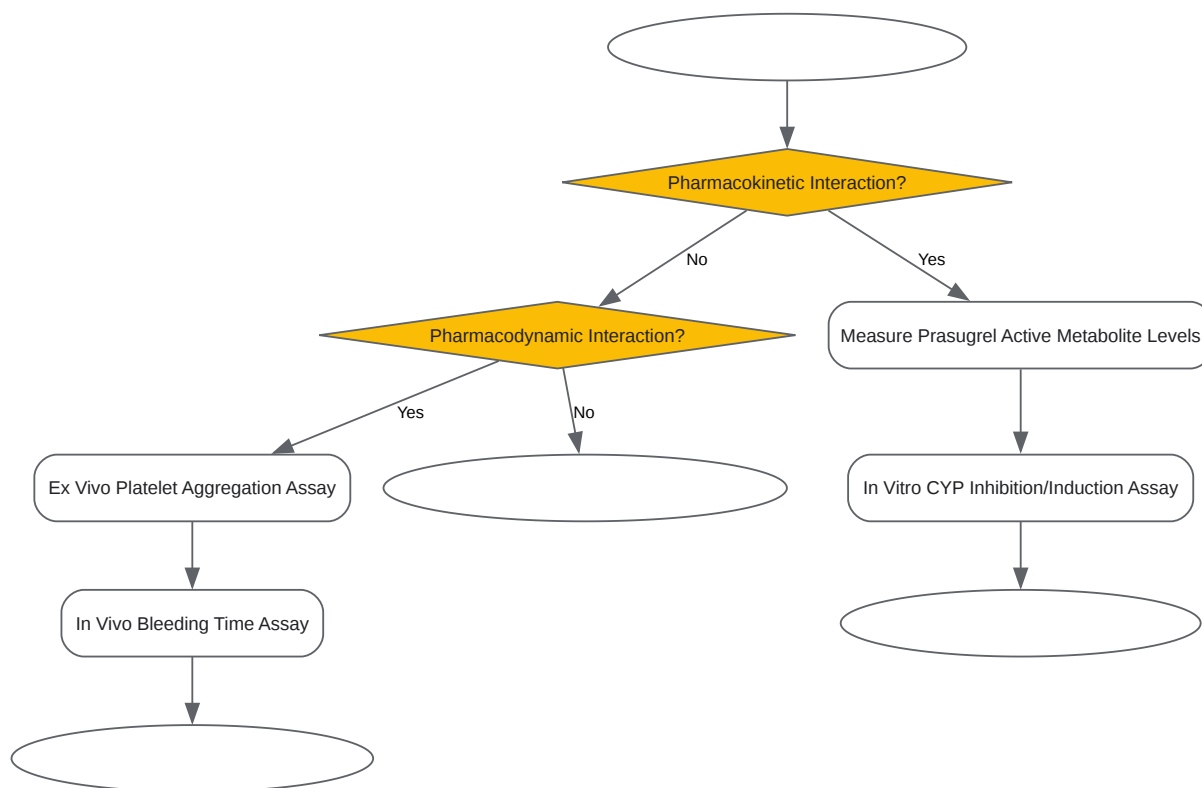 Pharmacokinetic Interaction?
No
Yes
Pharmacodynamic Interaction?
Measure Prasugrel Active Metabolite Levels
Yes
No
Ex Vivo Platelet Aggregation Assay
In Vitro CYP Inhibition/Induction Assay
In Vivo Bleeding Time Assay